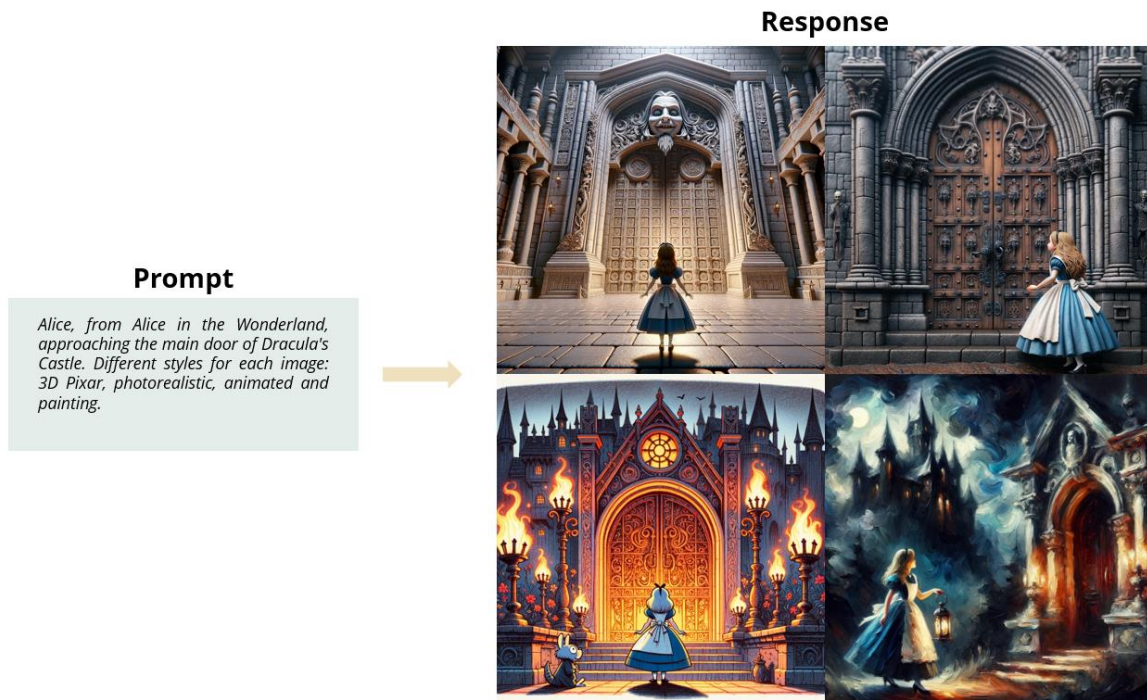 Response
Prompt
Alice, from Alice in the Wonderland,
approaching the main door of Dracula's
Castle. Different styles for each image:
3D Pixar, photorealistic, animated and
painting.